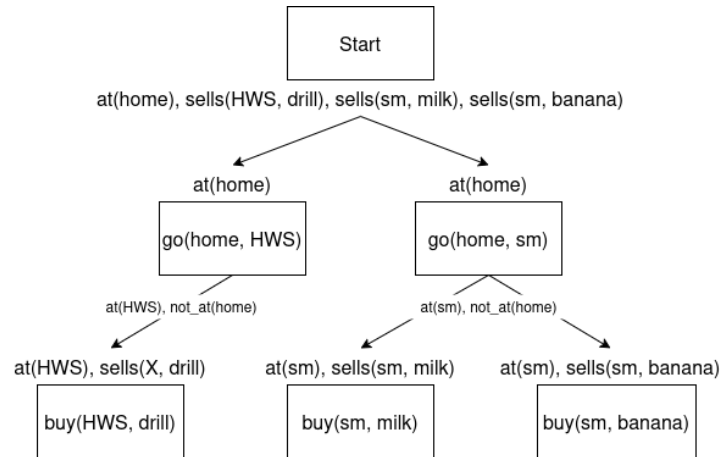 Start
at(home), sells(HWS, drill), sells(sm, milk), sells(sm, banana)
at(home)
at(home)
go(home, HWS)
go(home, sm)
at(HWS), not_at(home)
at(sm), not_at(home)
at(HWS), sells(X, drill)
at(sm), sells(sm, milk)
at(sm), sells(sm, banana)
buy(HWS, drill)
buy(sm, milk)
buy(sm, banana)